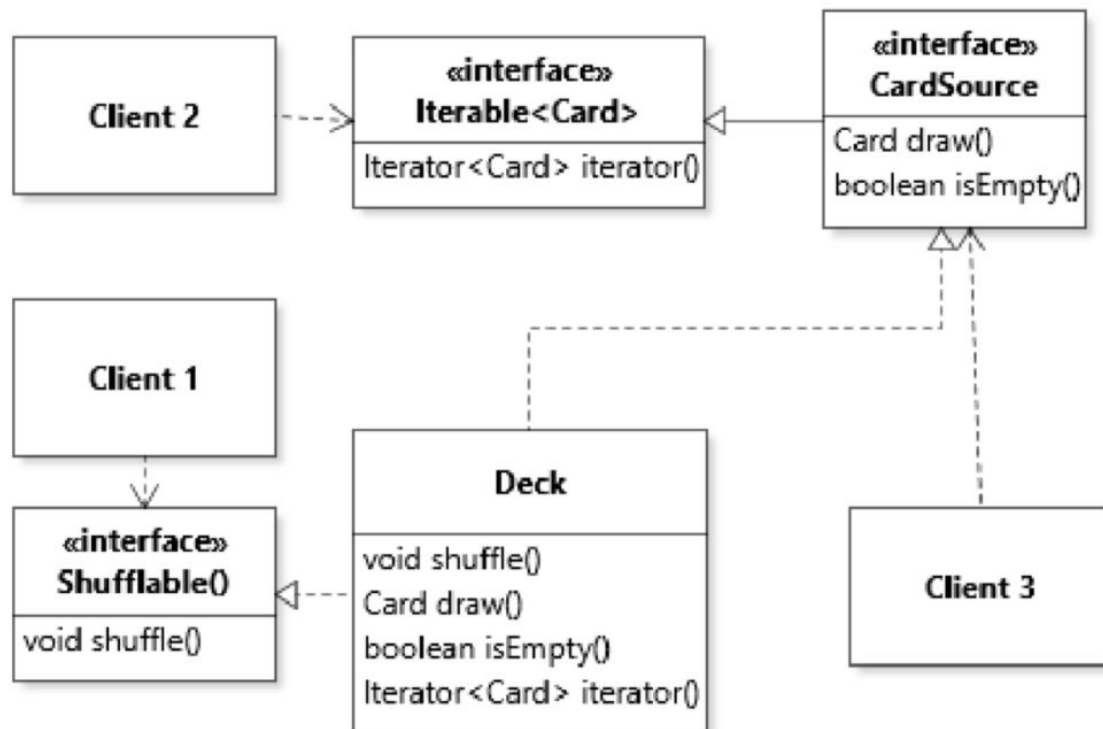 Client 2
«interface»
Iterable<Card>
Iterator<Card> iterator()
«interface»
CardSource
Card draw()
boolean isEmpty()
Client 1
«interface»
Shufflable()
void shuffle()
Deck
void shuffle()
Card draw()
boolean isEmpty()
Iterator<Card> iterator()
Client 3